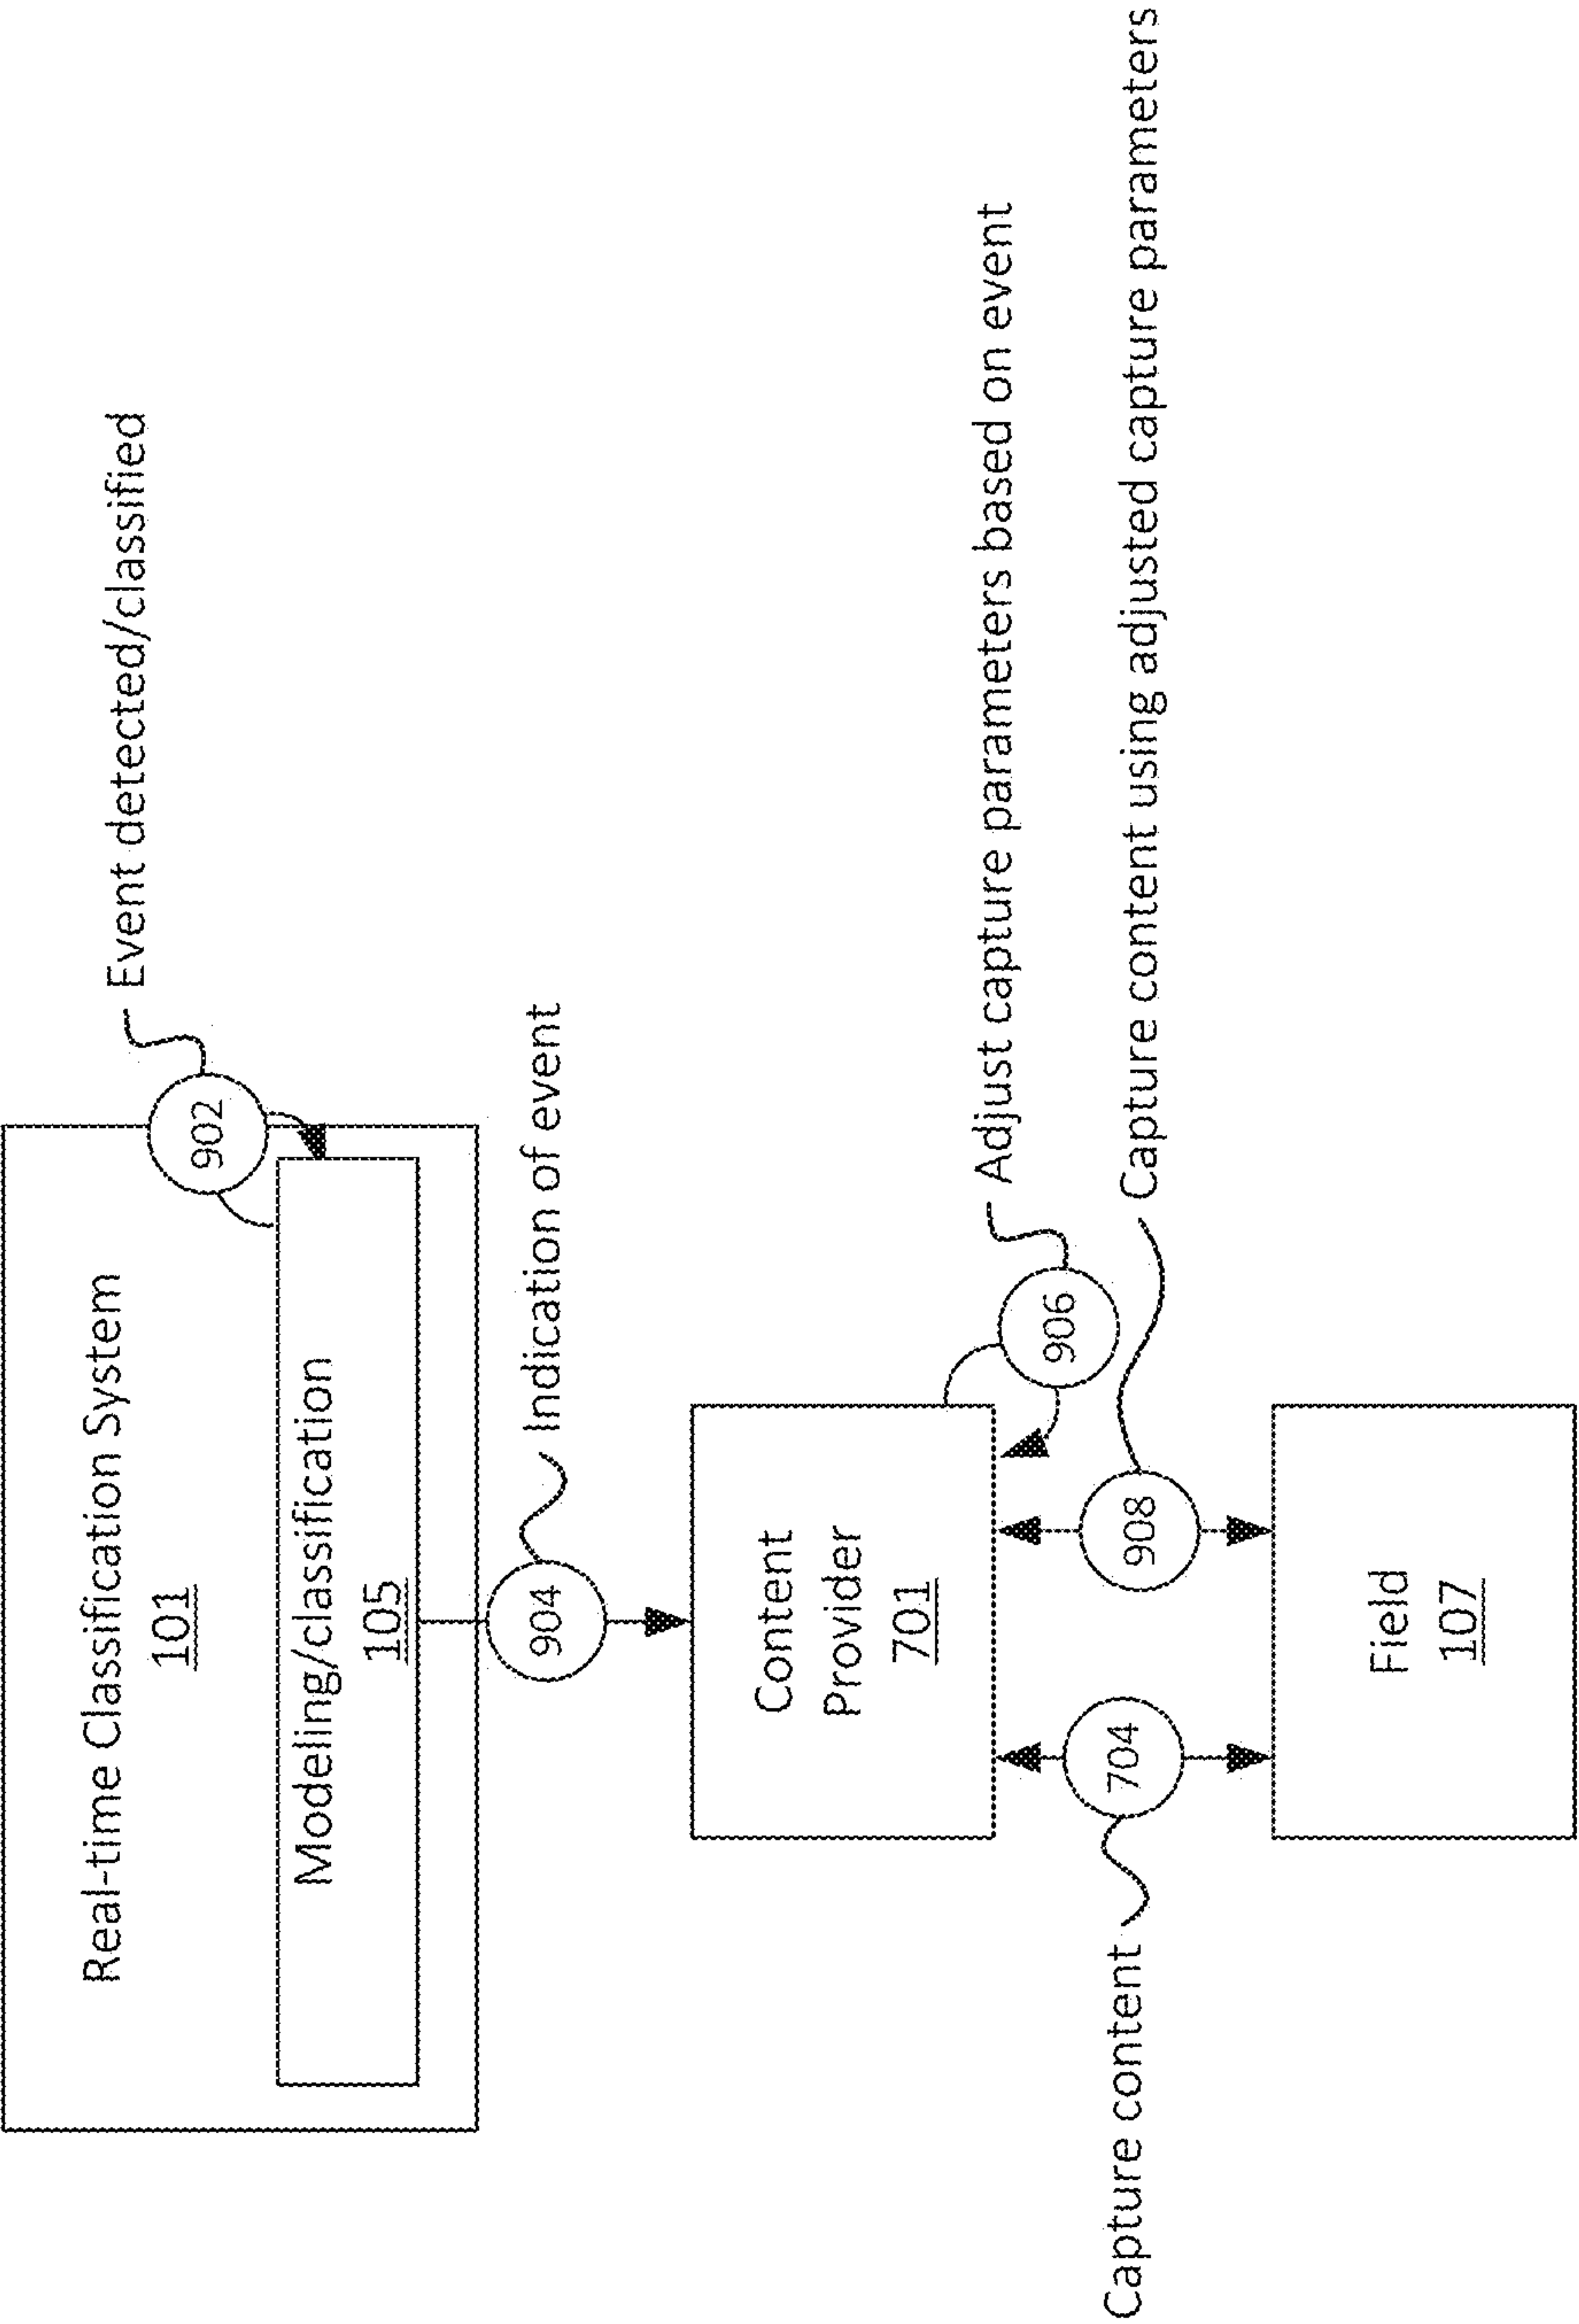 Real-time Classification System
101
Modeling/classification
105
902
Event detected/classified
904
Indication of event
Content
Provider
701
906
Adjust capture parameters based on event
Capture content
704
908
Capture content using adjusted capture parameters
Field
107